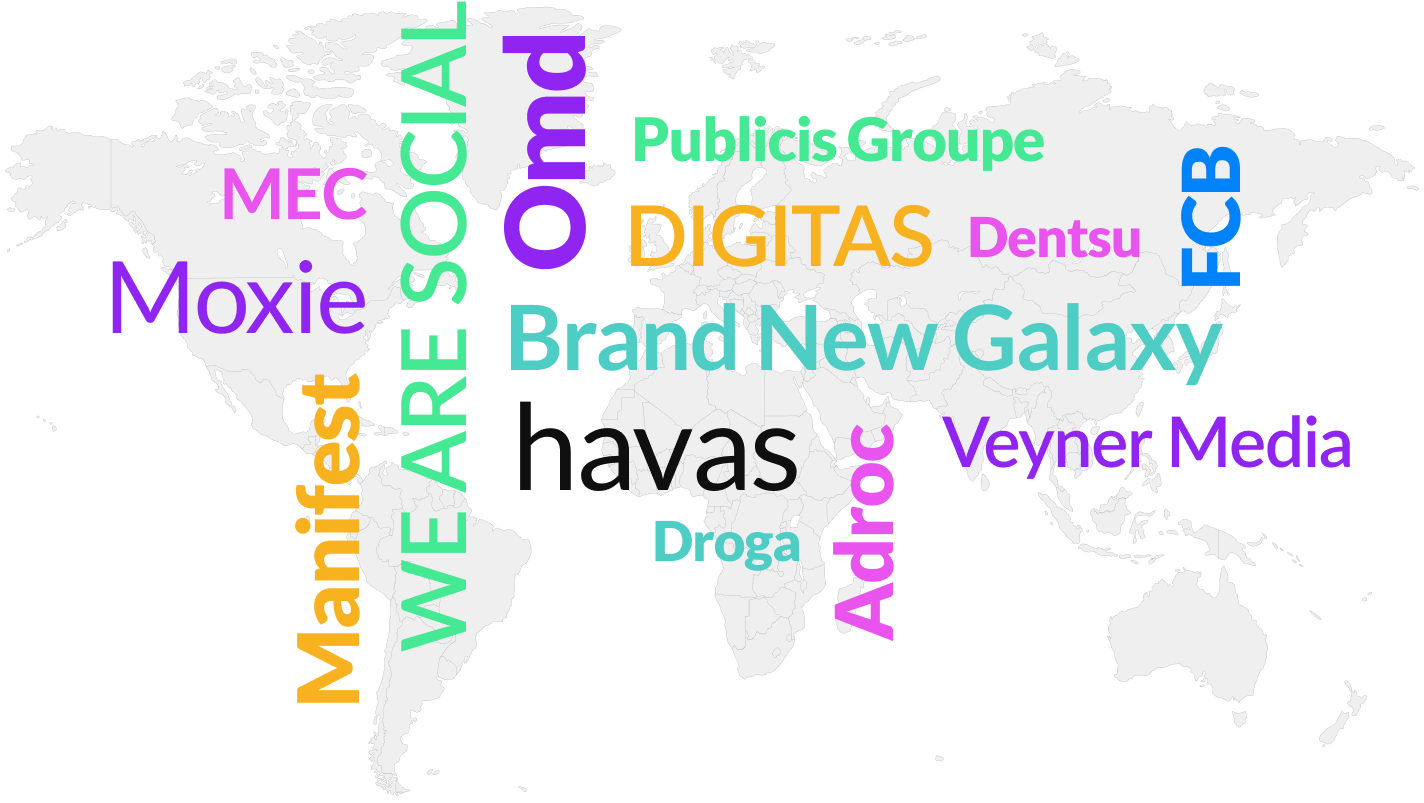 WE ARE SOCIAL
Omd
Publicis Groupe
FCB
MEC
DIGITAS
Dentsu
Moxie
Brand New Galaxy
Manifest
havas
Adroc
Veyner Media
Droga